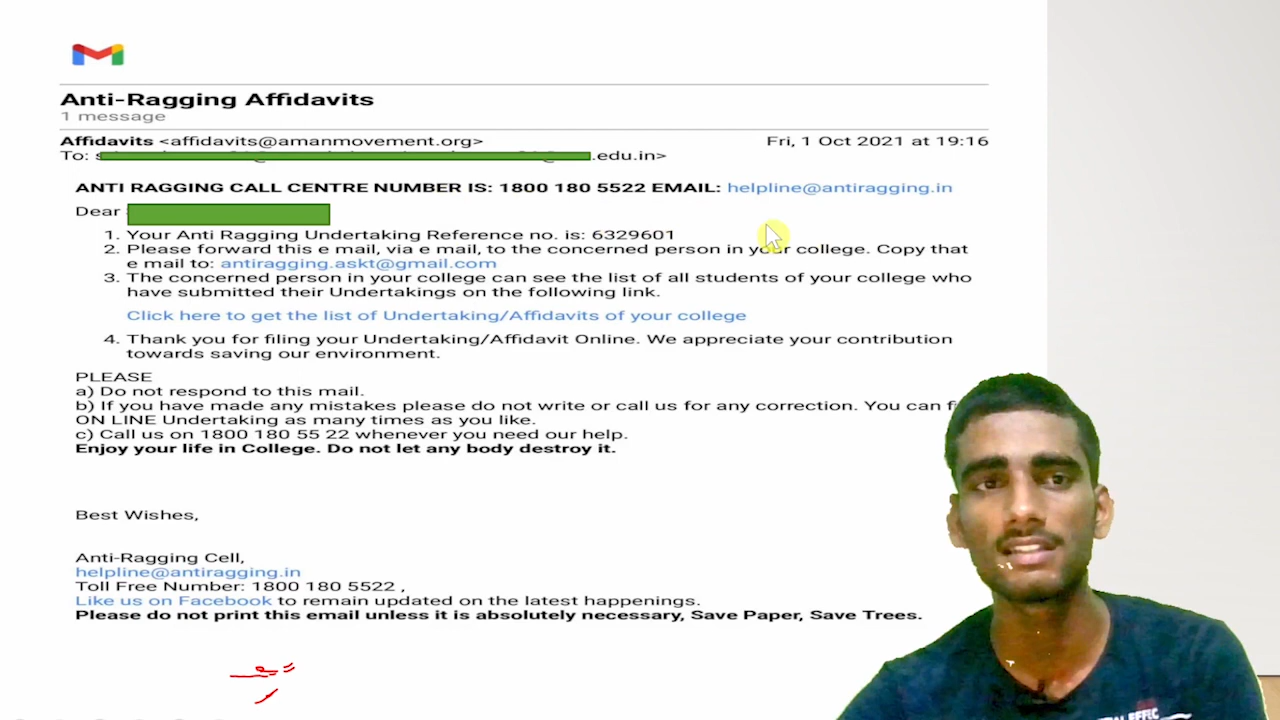 Anti-Ragging Affidavits
1 message
Affidavits <affidavits@amanmovement.org>
Fri, 1 Oct 2021 at 19:16
To: .edu.in>
ANTI RAGGING CALL CENTRE NUMBER IS: 1800 180 5522 EMAIL: helpline@antiragging.in
Dear
1. Your Anti Ragging Undertaking Reference no. is: 6329601
2. Please forward this e mail, via e mail, to the concerned person in your college. Copy that
e mail to: antiragging.askt@gmail.com
3. The concerned person in your college can see the list of all students of your college who
have submitted their Undertakings on the following link.
Click here to get the list of Undertaking/Affidavits of your college
4. Thank you for filing your Undertaking/Affidavit Online. We appreciate your contribution
towards saving our environment.
PLEASE
a) Do not respond to this mail.
b) If you have made any mistakes please do not write or call us for any correction. You can
ON LINE Undertaking as many times as you like.
c) Call us on 1800 180 55 22 whenever you need our help.
Enjoy your life in College. Do not let any body destroy it.
Best Wishes,
Anti-Ragging Cell,
helpline@antiragging.in
Toll Free Number: 1800 180 5522 ,
Like us on Facebook to remain updated on the latest happenings.
Please do not print this email unless it is absolutely necessary, Save Paper, Save Trees.